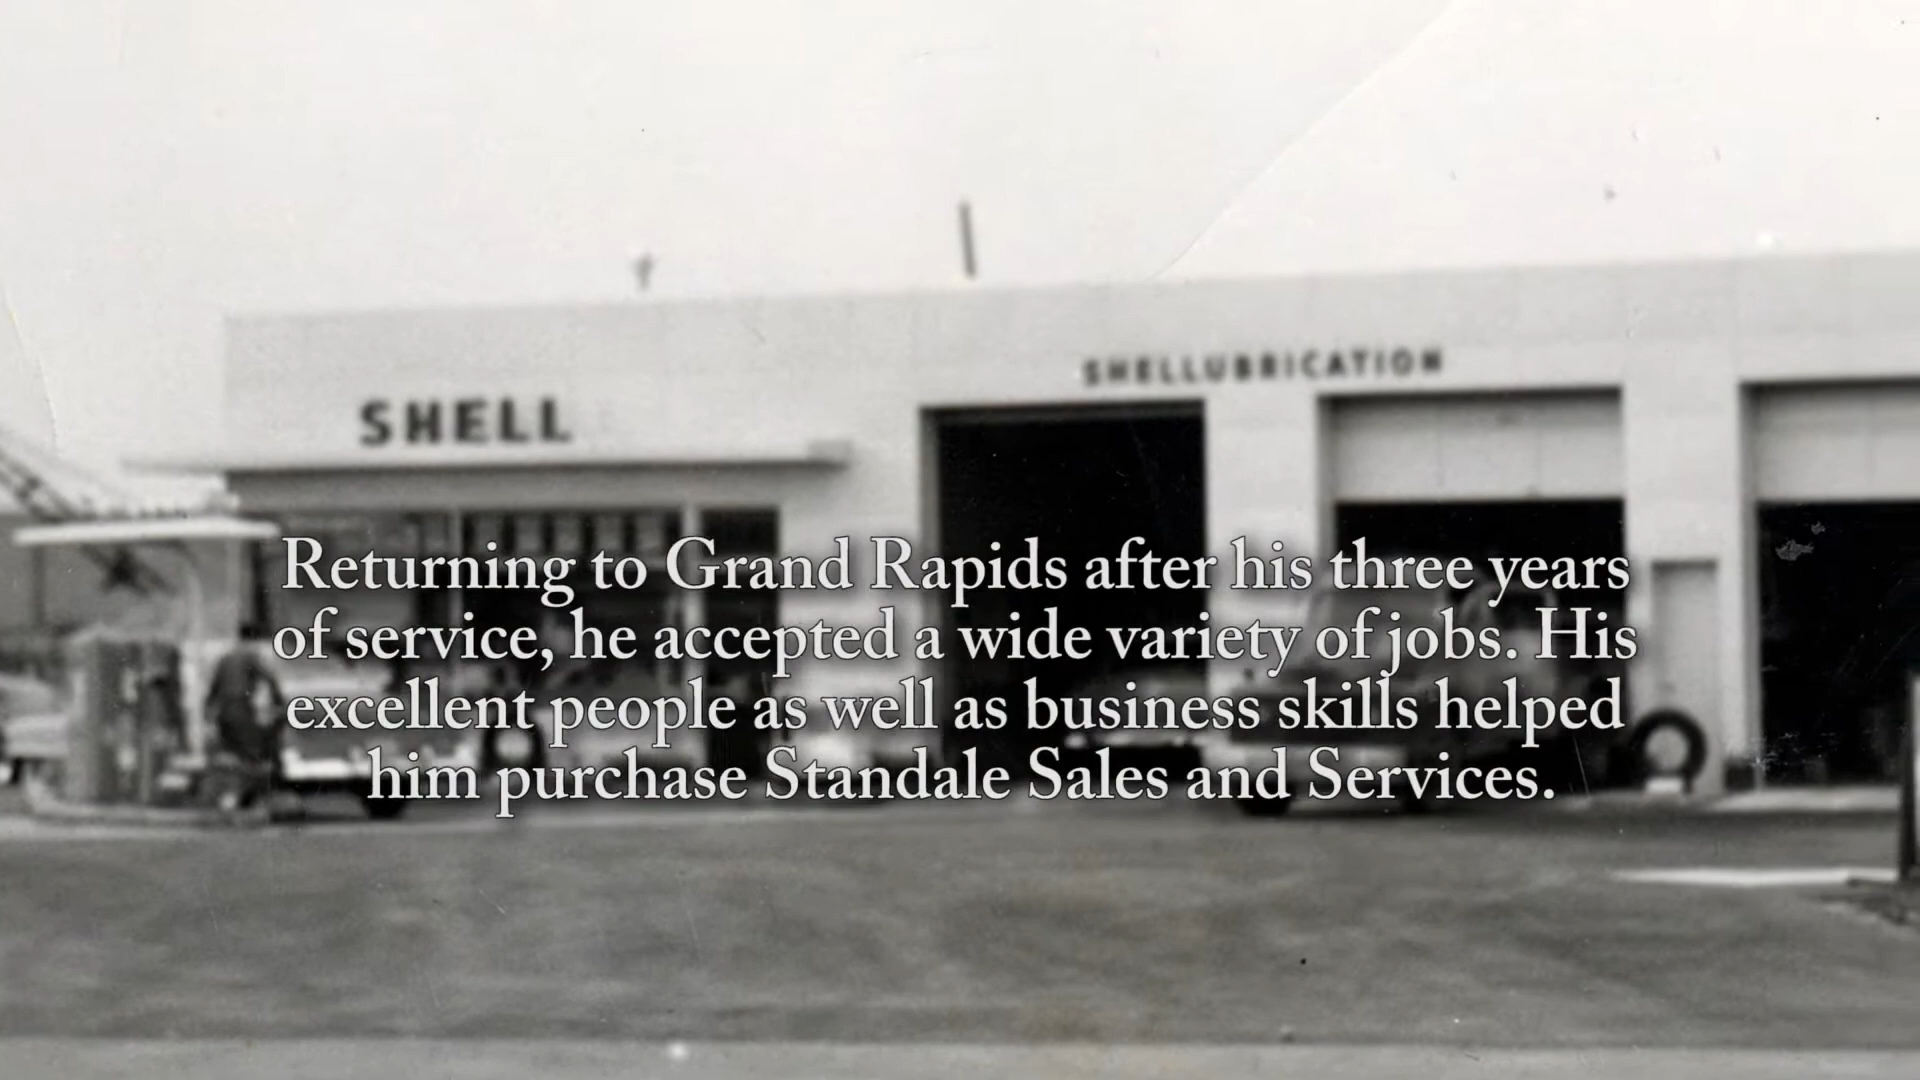 SHELLUBRICATION
SHELL
Returning to Grand Rapids after his three years
of service, he accepted a wide variety of jobs. His
excellent people as well as business skills helped
him purchase Standale Sales and Services.